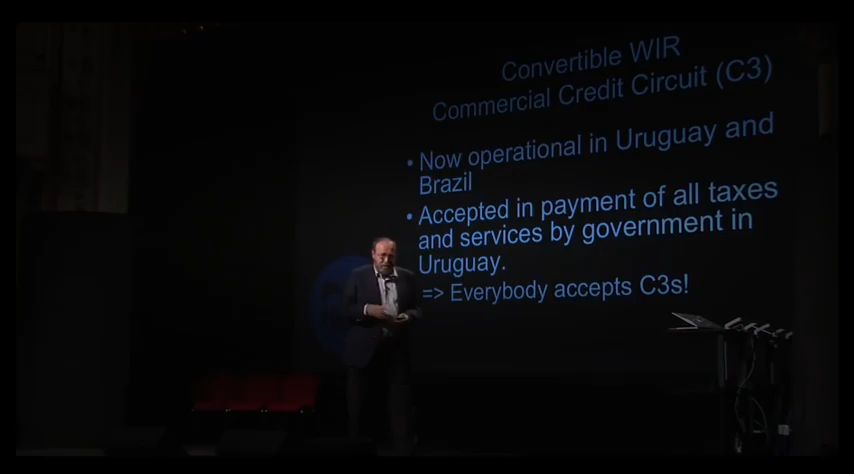 Convertible WIR
Commercial Credit Circuit (C3)
• Now operational in Uruguay and
Brazil
• Accepted in payment of all taxes
and services by government in
Uruguay.
=> Everybody accepts C3s!